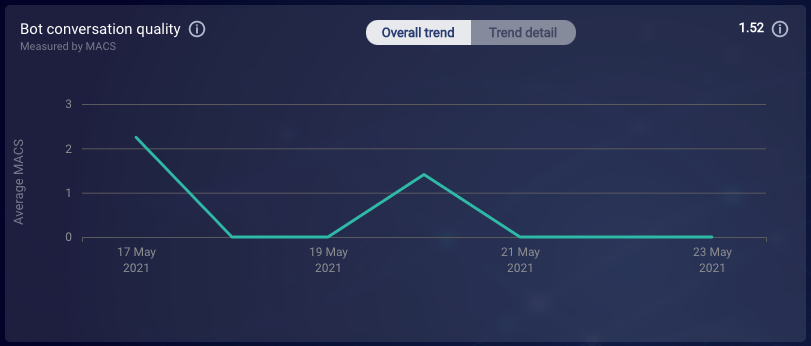 Bot conversation quality
Measured by MACS
Overall trend
Trend detail
1.52
Average MACS
3
2
1
0
17 May
2021
19 May
2021
21 May
2021
23 May
2021